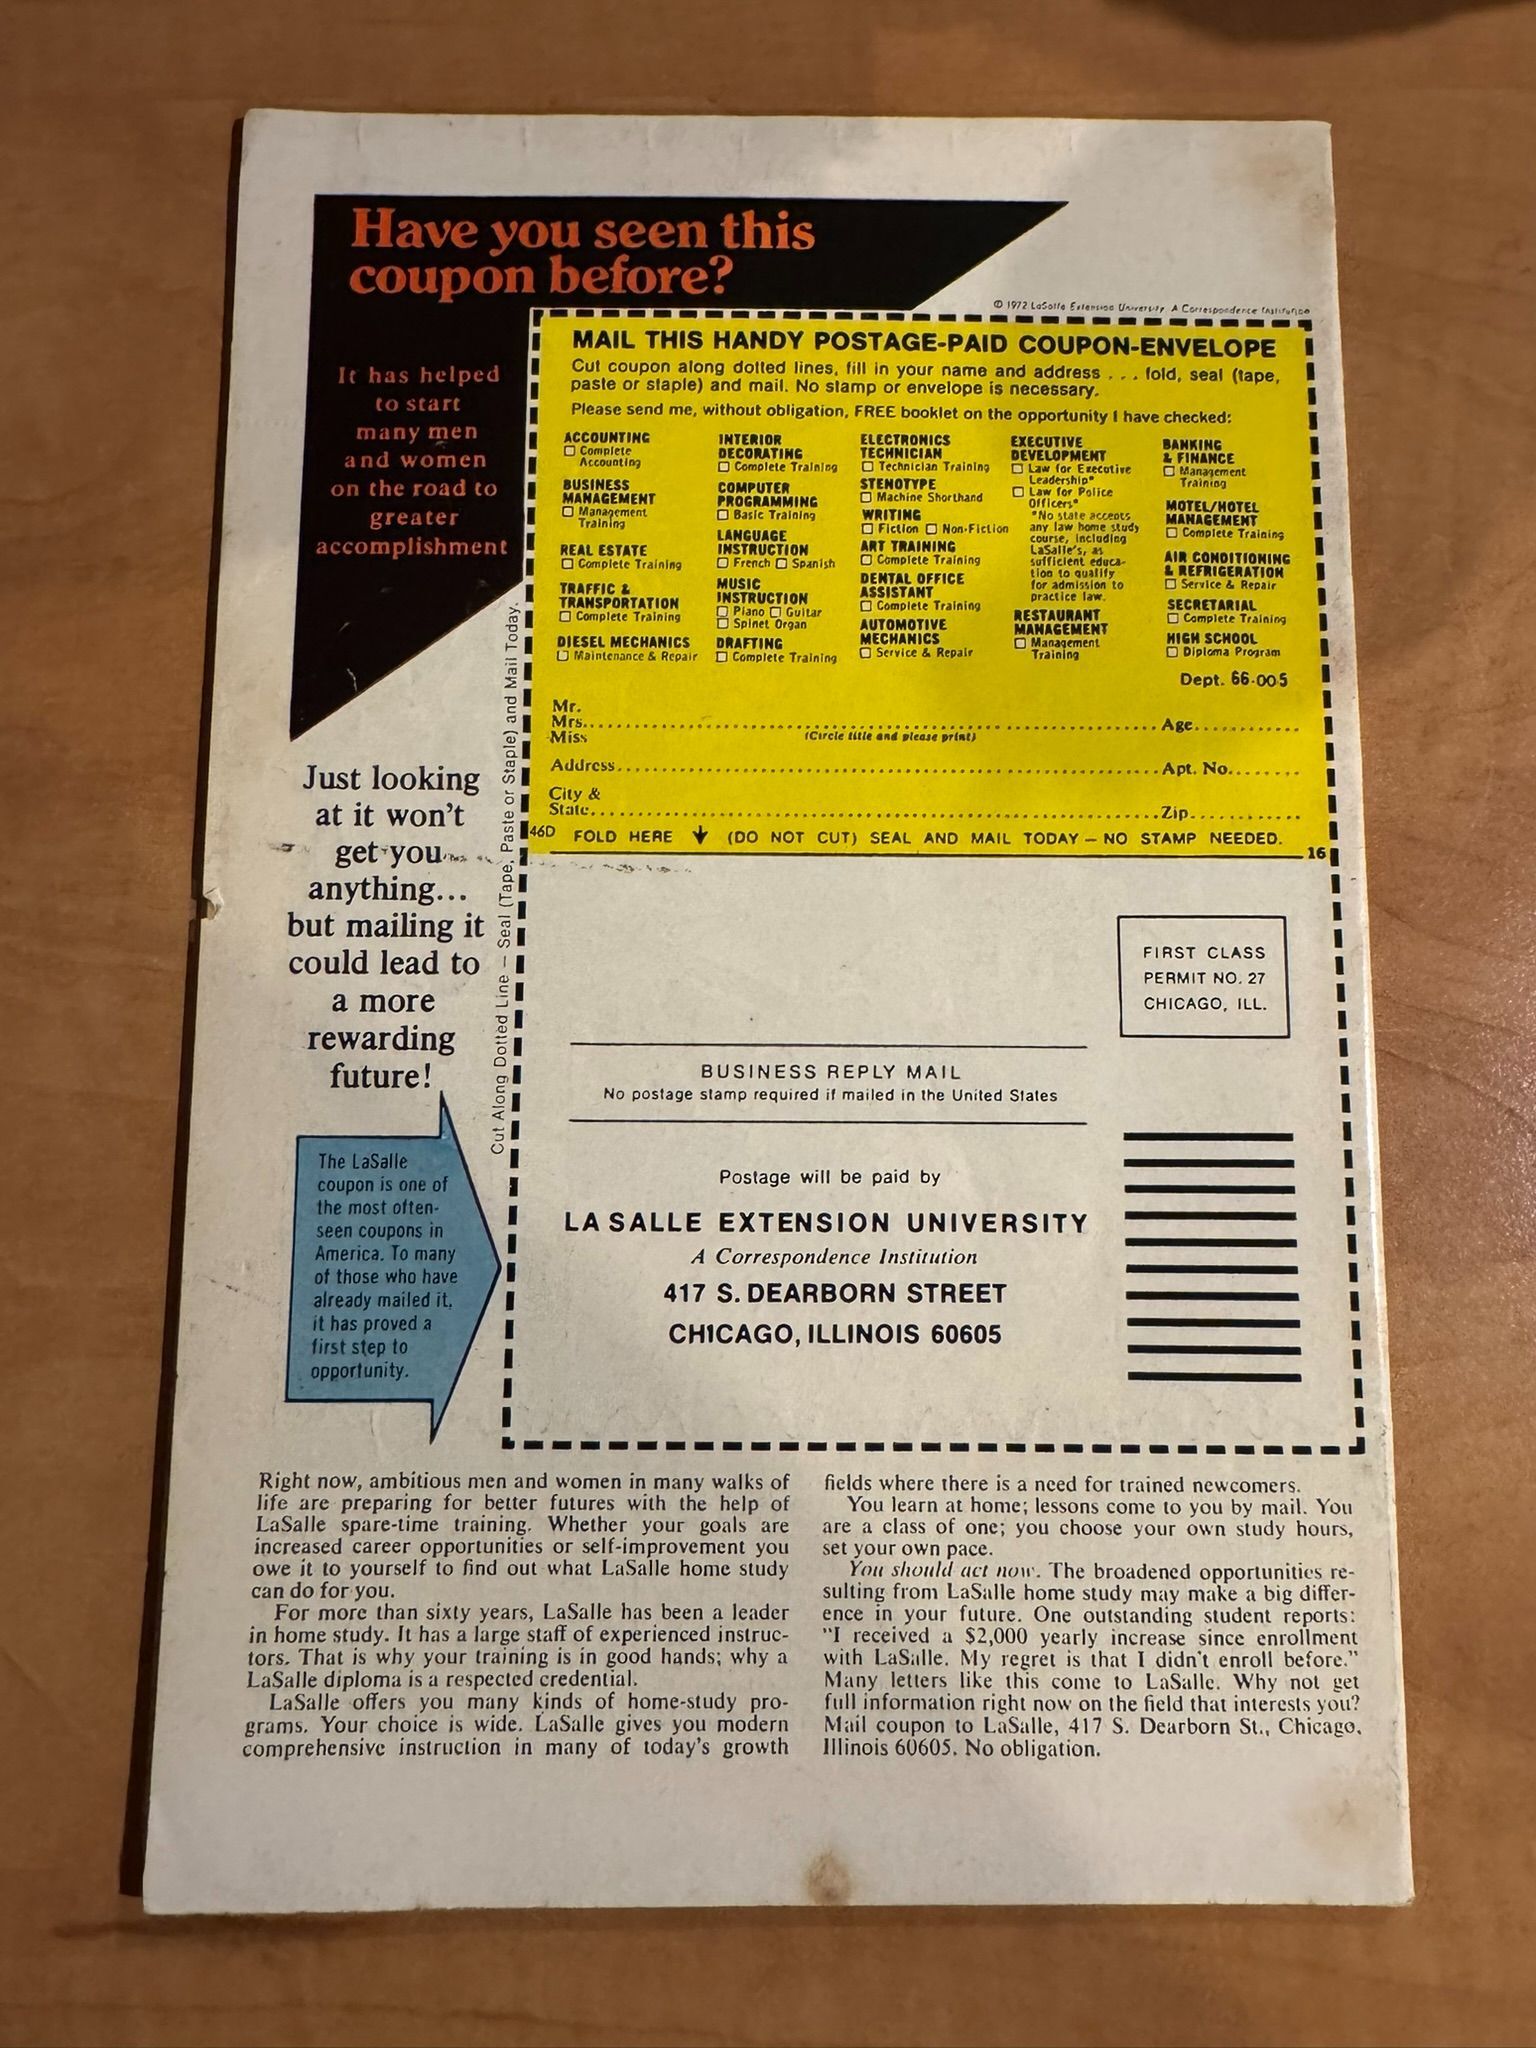 Have you seen this
coupon before?
© 1972 LaSalle Extension University A Correspondence Institution
It has helped
to start
many men
and women
on the road to
greater
accomplishment
MAIL THIS HANDY POSTAGE-PAID COUPON-ENVELOPE
Cut coupon along dotted lines, fill in your name and address . . . fold, seal (tape,
paste or staple) and mail. No stamp or envelope is necessary.
Please send me, without obligation, FREE booklet on the opportunity I have checked:
ACCOUNTING
☐ Complete
Accounting
BUSINESS
MANAGEMENT
☐ Management
Training
REAL ESTATE
☐ Complete Training
TRAFFIC &
TRANSPORTATION
☐ Complete Training
DIESEL MECHANICS
☐ Maintenance & Repair
INTERIOR
DECORATING
☐ Complete Training
COMPUTER
PROGRAMMING
☐ Basic Training
LANGUAGE
INSTRUCTION
☐ French ☐ Spanish
MUSIC
INSTRUCTION
☐ Piano ☐ Guitar
☐ Spinet Organ
DRAFTING
☐ Complete Training
ELECTRONICS
TECHNICIAN
☐ Technician Training
STENOTYPE
☐ Machine Shorthand
WRITING
☐ Fiction ☐ Non-Fiction
ART TRAINING
☐ Complete Training
DENTAL OFFICE
ASSISTANT
☐ Complete Training
AUTOMOTIVE
MECHANICS
☐ Service & Repair
EXECUTIVE
DEVELOPMENT
☐ Law for Executive
Leadership*
☐ Law for Police
Officers*
*No state accepts
any law home study
course, including
LaSalle's, as
sufficient educa-
tion to qualify
for admission to
practice law.
RESTAURANT
MANAGEMENT
☐ Management
Training
BANKING
& FINANCE
☐ Management
Training
MOTEL/HOTEL
MANAGEMENT
☐ Complete Training
AIR CONDITIONING
& REFRIGERATION
☐ Service & Repair
SECRETARIAL
☐ Complete Training
HIGH SCHOOL
☐ Diploma Program
Dept. 66-005
Mr.
Mrs. Age
Miss (Circle title and please print)
Address Apt. No.
City &
State Zip
46D FOLD HERE ↓ (DO NOT CUT) SEAL AND MAIL TODAY – NO STAMP NEEDED.
16
Cut Along Dotted Line – Seal (Tape, Paste or Staple) and Mail Today.
Just looking
at it won't
get you
anything...
but mailing it
could lead to
a more
rewarding
future!
FIRST CLASS
PERMIT NO. 27
CHICAGO, ILL.
BUSINESS REPLY MAIL
No postage stamp required if mailed in the United States
Postage will be paid by
LA SALLE EXTENSION UNIVERSITY
A Correspondence Institution
417 S. DEARBORN STREET
CHICAGO, ILLINOIS 60605
The LaSalle
coupon is one of
the most often-
seen coupons in
America. To many
of those who have
already mailed it,
it has proved a
first step to
opportunity.
Right now, ambitious men and women in many walks of
life are preparing for better futures with the help of
LaSalle spare-time training. Whether your goals are
increased career opportunities or self-improvement you
owe it to yourself to find out what LaSalle home study
can do for you.
For more than sixty years, LaSalle has been a leader
in home study. It has a large staff of experienced instruc-
tors. That is why your training is in good hands; why a
LaSalle diploma is a respected credential.
LaSalle offers you many kinds of home-study pro-
grams. Your choice is wide. LaSalle gives you modern
comprehensive instruction in many of today's growth
fields where there is a need for trained newcomers.
You learn at home; lessons come to you by mail. You
are a class of one; you choose your own study hours,
set your own pace.
You should act now. The broadened opportunities re-
sulting from LaSalle home study may make a big differ-
ence in your future. One outstanding student reports:
"I received a $2,000 yearly increase since enrollment
with LaSalle. My regret is that I didn't enroll before."
Many letters like this come to LaSalle. Why not get
full information right now on the field that interests you?
Mail coupon to LaSalle, 417 S. Dearborn St., Chicago,
Illinois 60605. No obligation.